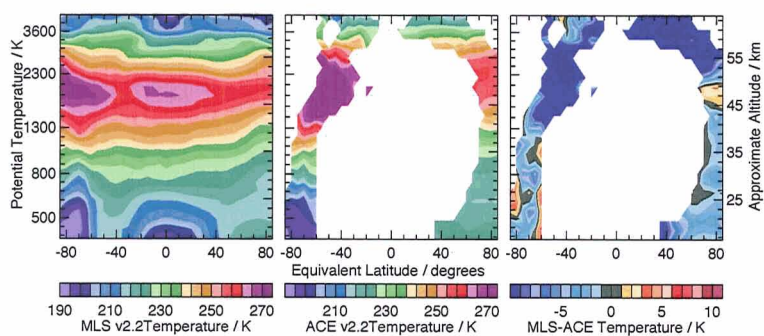 Potential Temperature / K
3600
2300
1300
800
500
-80 -40 0 40 80
-80 -40 0 40 80
-80 -40 0 40 80
Equivalent Latitude / degrees
55
45
35
25
Approximate Altitude / km
190 210 230 250 270
MLS v2.2Temperature / K
210 230 250 270
ACE v2.2Temperature / K
-5 0 5 10
MLS-ACE Temperature / K